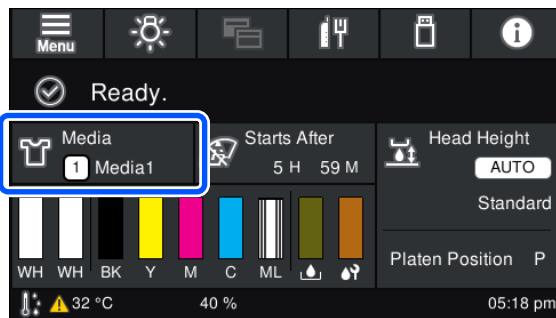 Menu
Ready.
Media
1 Media1
Starts After
5 H 59 M
Head Height
AUTO
Standard
WH WH BK Y M C ML
Platen Position P
32 °C 40 % 05:18 pm